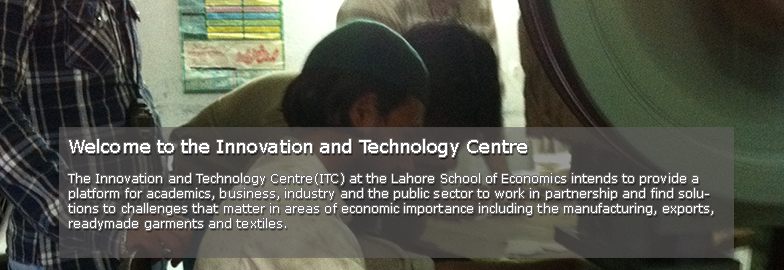 Welcome to the Innovation and Technology Centre
The Innovation and Technology Centre(ITC) at the Lahore School of Economics intends to provide a
platform for academics, business, industry and the public sector to work in partnership and find solu-
tions to challenges that matter in areas of economic importance including the manufacturing, exports,
readymade garments and textiles.